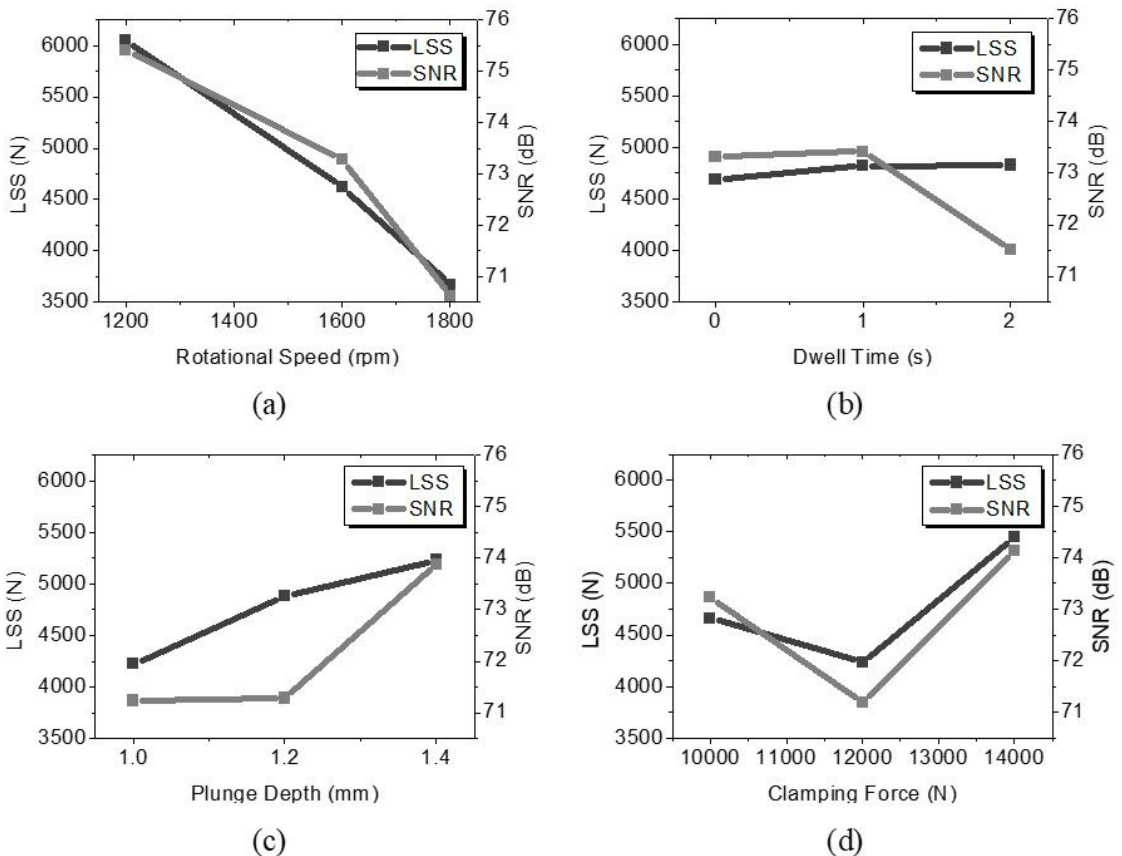 6000
5500
5000
4500
4000
3500
LSS (N)
LSS
SNR
76
75
74
73
72
71
SNR (dB)
1200 1400 1600 1800
Rotational Speed (rpm)
(a)
6000
5500
5000
4500
4000
3500
LSS (N)
LSS
SNR
76
75
74
73
72
71
SNR (dB)
0 1 2
Dwell Time (s)
(b)
6000
5500
5000
4500
4000
3500
LSS (N)
LSS
SNR
76
75
74
73
72
71
SNR (dB)
1.0 1.2 1.4
Plunge Depth (mm)
(c)
6000
5500
5000
4500
4000
3500
LSS (N)
LSS
SNR
76
75
74
73
72
71
SNR (dB)
10000 11000 12000 13000 14000
Clamping Force (N)
(d)